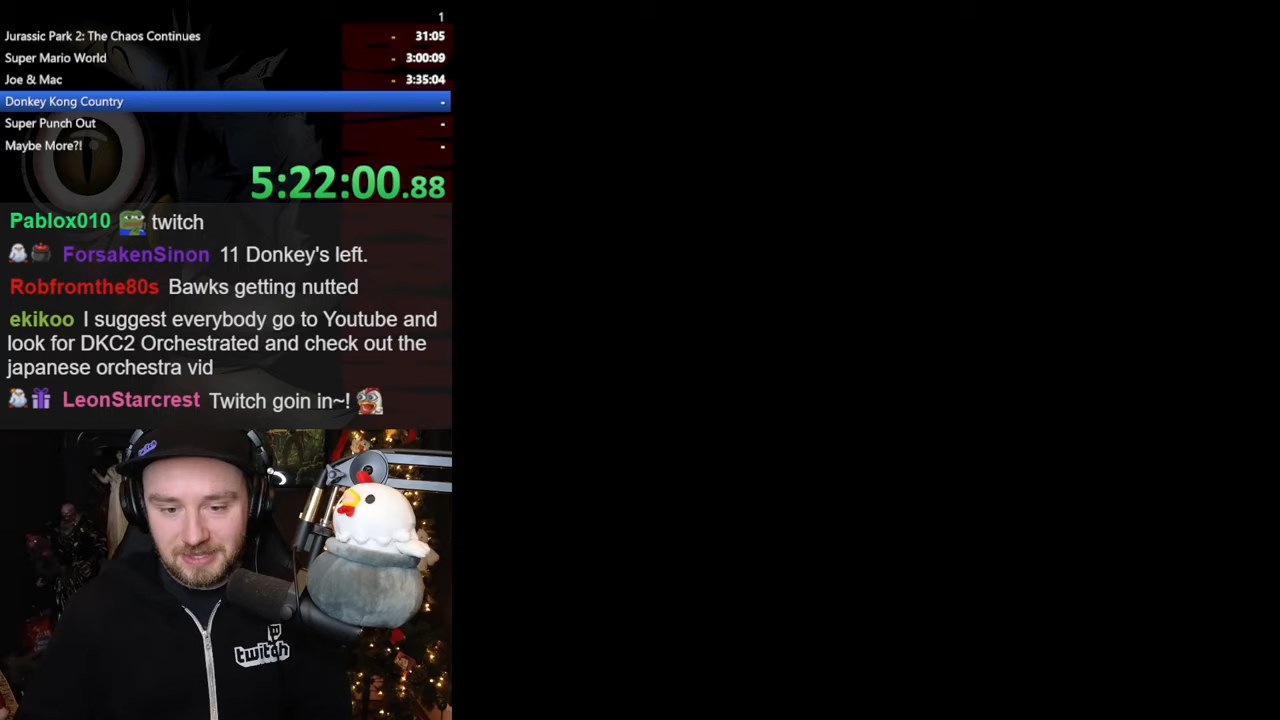 1
Jurassic Park 2: The Chaos Continues - 31:05
Super Mario World - 3:00:09
Joe & Mac - 3:35:04
Donkey Kong Country -
Super Punch Out -
Maybe More?! -
5:22:00.88
Pablox010 twitch
ForsakenSinon 11 Donkey's left.
Robfromthe80s Bawks getting nutted
ekikoo I suggest everybody go to Youtube and
look for DKC2 Orchestrated and check out the
japanese orchestra vid
LeonStarcrest Twitch goin in~!
twitch